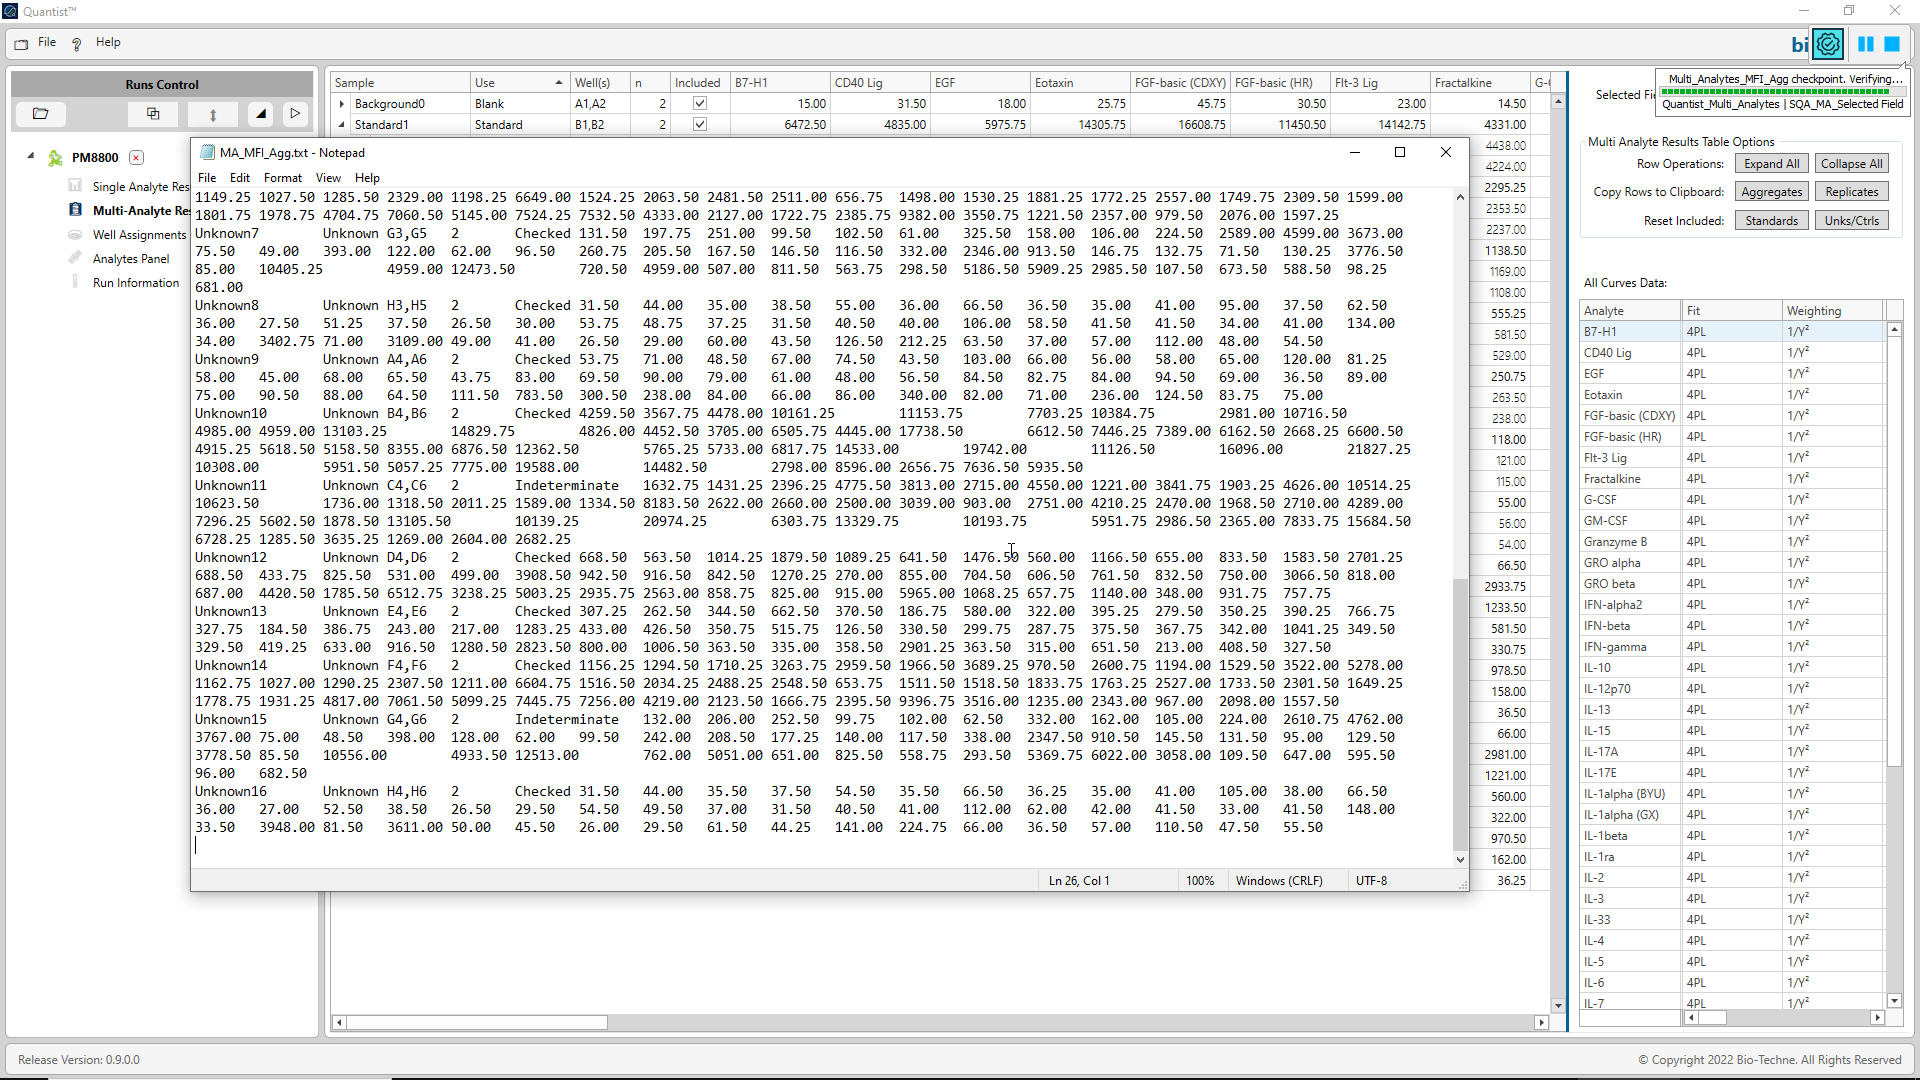 Quantist™
File Help
bi
Multi_Analytes_MFI_Agg checkpoint. Verifying...
Quantist_Multi_Analytes | SQA_MA_Selected Field
Runs Control
PM8800
Single Analyte Res
Multi-Analyte Re
Well Assignments
Analytes Panel
Run Information
Sample Use Well(s) n Included B7-H1 CD40 Lig EGF Eotaxin FGF-basic (CDXY) FGF-basic (HR) Flt-3 Lig Fractalkine G-
Background0 Blank A1,A2 2 15.00 31.50 18.00 25.75 45.75 30.50 23.00 14.50
Standard1 Standard B1,B2 2 6472.50 4835.00 5975.75 14305.75 16608.75 11450.50 14142.75 4331.00
MA_MFI_Agg.txt - Notepad
File Edit Format View Help
1149.25 1027.50 1285.50 2329.00 1198.25 6649.00 1524.25 2063.50 2481.50 2511.00 656.75 1498.00 1530.25 1881.25 1772.25 2557.00 1749.75 2309.50 1599.00
1801.75 1978.75 4704.75 7060.50 5145.00 7524.25 7532.50 4333.00 2127.00 1722.75 2385.75 9382.00 3550.75 1221.50 2357.00 979.50 2076.00 1597.25
Unknown7 Unknown G3,G5 2 Checked 131.50 197.75 251.00 99.50 102.50 61.00 325.50 158.00 106.00 224.50 2589.00 4599.00 3673.00
75.50 49.00 393.00 122.00 62.00 96.50 260.75 205.50 167.50 146.50 116.50 332.00 2346.00 913.50 146.75 132.75 71.50 130.25 3776.50
85.00 10405.25 4959.00 12473.50 720.50 4959.00 507.00 811.50 563.75 298.50 5186.50 5909.25 2985.50 107.50 673.50 588.50 98.25
681.00
Unknown8 Unknown H3,H5 2 Checked 31.50 44.00 35.00 38.50 55.00 36.00 66.50 36.50 35.00 41.00 95.00 37.50 62.50
36.00 27.50 51.25 37.50 26.50 30.00 53.75 48.75 37.25 31.50 40.50 40.00 106.00 58.50 41.50 41.50 34.00 41.00 134.00
34.00 3402.75 71.00 3109.00 49.00 41.00 26.50 29.00 60.00 43.50 126.50 212.25 63.50 37.00 57.00 112.00 48.00 54.50
Unknown9 Unknown A4,A6 2 Checked 53.75 71.00 48.50 67.00 74.50 43.50 103.00 66.00 56.00 58.00 65.00 120.00 81.25
58.00 45.00 68.00 65.50 43.75 83.00 69.50 90.00 79.00 61.00 48.00 56.50 84.50 82.75 84.00 94.50 69.00 36.50 89.00
75.00 90.50 88.00 64.50 111.50 783.50 300.50 238.00 84.00 66.00 86.00 340.00 82.00 71.00 236.00 124.50 83.75 75.00
Unknown10 Unknown B4,B6 2 Checked 4259.50 3567.75 4478.00 10161.25 11153.75 7703.25 10384.75 2981.00 10716.50
4985.00 4959.00 13103.25 14829.75 4826.00 4452.50 3705.00 6505.75 4445.00 17738.50 6612.50 7446.25 7389.00 6162.50 2668.25 6600.50
4915.25 5618.50 5158.50 8355.00 6876.50 12362.50 5765.25 5733.00 6817.75 14533.00 19742.00 11126.50 16096.00 21827.25
10308.00 5951.50 5057.25 7775.00 19588.00 14482.50 2798.00 8596.00 2656.75 7636.50 5935.50
Unknown11 Unknown C4,C6 2 Indeterminate 1632.75 1431.25 2396.25 4775.50 3813.00 2715.00 4550.00 1221.00 3841.75 1903.25 4626.00 10514.25
10623.50 1736.00 1318.50 2011.25 1589.00 1334.50 8183.50 2622.00 2660.00 2500.00 3039.00 903.00 2751.00 4210.25 2470.00 1968.50 2710.00 4289.00
7296.25 5602.50 1878.50 13105.50 10139.25 20974.25 6303.75 13329.75 10193.75 5951.75 2986.50 2365.00 7833.75 15684.50
6728.25 1285.50 3635.25 1269.00 2604.00 2682.25
Unknown12 Unknown D4,D6 2 Checked 668.50 563.50 1014.25 1879.50 1089.25 641.50 1476.50 560.00 1166.50 655.00 833.50 1583.50 2701.25
688.50 433.75 825.50 531.00 499.00 3908.50 942.50 916.50 842.50 1270.25 270.00 855.00 704.50 606.50 761.50 832.50 750.00 3066.50 818.00
687.00 4420.50 1785.50 6512.75 3238.25 5003.25 2935.75 2563.00 858.75 825.00 915.00 5965.00 1068.25 657.75 1140.00 348.00 931.75 757.75
Unknown13 Unknown E4,E6 2 Checked 307.25 262.50 344.50 662.50 370.50 186.75 580.00 322.00 395.25 279.50 350.25 390.25 766.75
327.75 184.50 386.75 243.00 217.00 1283.25 433.00 426.50 350.75 515.75 126.50 330.50 299.75 287.75 375.50 367.75 342.00 1041.25 349.50
329.50 419.25 633.00 916.50 1280.50 2823.50 800.00 1006.50 363.50 335.00 358.50 2901.25 363.50 315.00 651.50 213.00 408.50 327.50
Unknown14 Unknown F4,F6 2 Checked 1156.25 1294.50 1710.25 3263.75 2959.50 1966.50 3689.25 970.50 2600.75 1194.00 1529.50 3522.00 5278.00
1162.75 1027.00 1290.25 2307.50 1211.00 6604.75 1516.50 2034.25 2488.25 2548.50 653.75 1511.50 1518.50 1833.75 1763.25 2527.00 1733.50 2301.50 1649.25
1778.75 1931.25 4817.00 7061.50 5099.25 7445.75 7256.00 4219.00 2123.50 1666.75 2395.50 9396.75 3516.00 1235.00 2343.00 967.00 2098.00 1557.50
Unknown15 Unknown G4,G6 2 Indeterminate 132.00 206.00 252.50 99.75 102.00 62.50 332.00 162.00 105.00 224.00 2610.75 4762.00
3767.00 75.00 48.50 398.00 128.00 62.00 99.50 242.00 208.50 177.25 140.00 117.50 338.00 2347.50 910.50 145.50 131.50 95.00 129.50
3778.50 85.50 10556.00 4933.50 12513.00 762.00 5051.00 651.00 825.50 558.75 293.50 5369.75 6022.00 3058.00 109.50 647.00 595.50
96.00 682.50
Unknown16 Unknown H4,H6 2 Checked 31.50 44.00 35.50 37.50 54.50 35.50 66.50 36.25 35.00 41.00 105.00 38.00 66.50
36.00 27.00 52.50 38.50 26.50 29.50 54.50 49.50 37.00 31.50 40.50 41.00 112.00 62.00 42.00 41.50 33.00 41.50 148.00
33.50 3948.00 81.50 3611.00 50.00 45.50 26.00 29.50 61.50 44.25 141.00 224.75 66.00 36.50 57.00 110.50 47.50 55.50
Ln 26, Col 1 100% Windows (CRLF) UTF-8
4438.00
4224.00
2295.25
2353.50
2237.00
1138.50
1169.00
1108.00
555.25
581.50
529.00
250.75
263.50
238.00
118.00
121.00
115.00
55.00
56.00
54.00
66.50
2933.75
1233.50
581.50
330.75
978.50
158.00
36.50
66.00
2981.00
1221.00
560.00
322.00
970.50
162.00
36.25
Selected Fi
Multi Analyte Results Table Options
Row Operations: Expand All Collapse All
Copy Rows to Clipboard: Aggregates Replicates
Reset Included: Standards Unks/Ctrls
All Curves Data:
Analyte Fit Weighting
B7-H1 4PL 1/Y²
CD40 Lig 4PL 1/Y²
EGF 4PL 1/Y²
Eotaxin 4PL 1/Y²
FGF-basic (CDXY) 4PL 1/Y²
FGF-basic (HR) 4PL 1/Y²
Flt-3 Lig 4PL 1/Y²
Fractalkine 4PL 1/Y²
G-CSF 4PL 1/Y²
GM-CSF 4PL 1/Y²
Granzyme B 4PL 1/Y²
GRO alpha 4PL 1/Y²
GRO beta 4PL 1/Y²
IFN-alpha2 4PL 1/Y²
IFN-beta 4PL 1/Y²
IFN-gamma 4PL 1/Y²
IL-10 4PL 1/Y²
IL-12p70 4PL 1/Y²
IL-13 4PL 1/Y²
IL-15 4PL 1/Y²
IL-17A 4PL 1/Y²
IL-17E 4PL 1/Y²
IL-1alpha (BYU) 4PL 1/Y²
IL-1alpha (GX) 4PL 1/Y²
IL-1beta 4PL 1/Y²
IL-1ra 4PL 1/Y²
IL-2 4PL 1/Y²
IL-3 4PL 1/Y²
IL-33 4PL 1/Y²
IL-4 4PL 1/Y²
IL-5 4PL 1/Y²
IL-6 4PL 1/Y²
IL-7 4PL 1/Y²
Release Version: 0.9.0.0
© Copyright 2022 Bio-Techne. All Rights Reserved